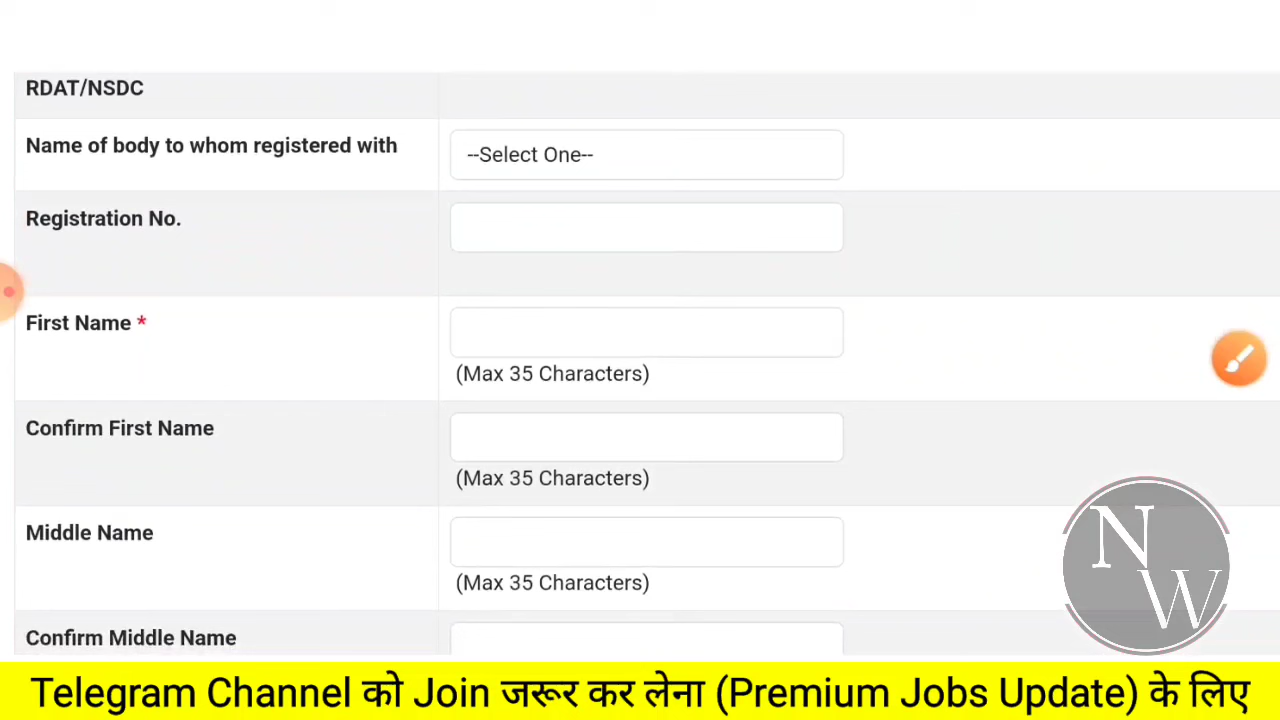 RDAT/NSDC
Name of body to whom registered with
--Select One--
Registration No.
First Name *
(Max 35 Characters)
Confirm First Name
(Max 35 Characters)
Middle Name
(Max 35 Characters)
Confirm Middle Name
N
W
Telegram Channel को Join जरूर कर लेना (Premium Jobs Update) के लिए